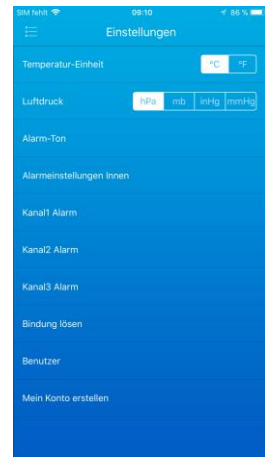 SIM fehlt 09:10 86 %
Einstellungen
Temperatur-Einheit °C °F
Luftdruck hPa mb inHg mmHg
Alarm-Ton
Alarmeinstellungen Innen
Kanal1 Alarm
Kanal2 Alarm
Kanal3 Alarm
Bindung lösen
Benutzer
Mein Konto erstellen